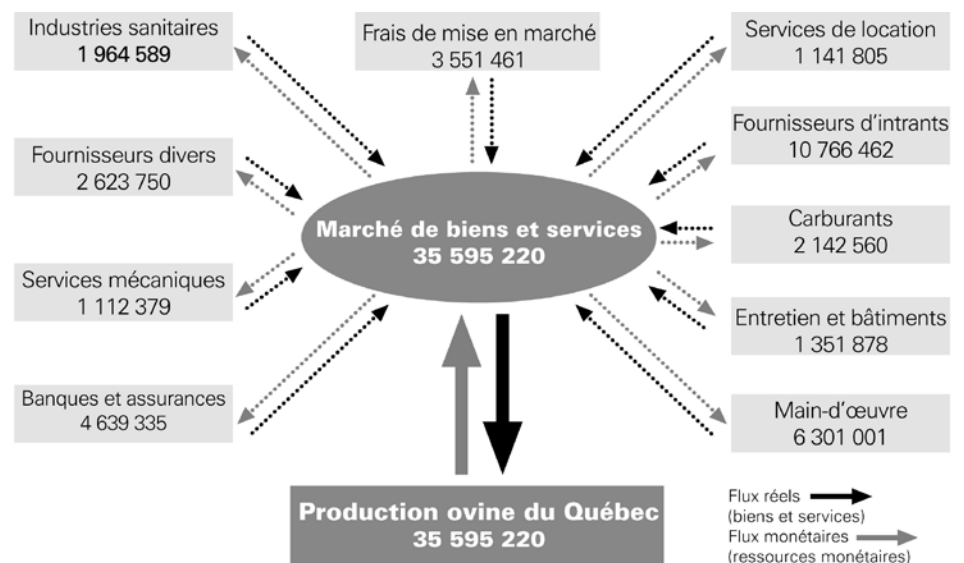 Industries sanitaires
1 964 589
Frais de mise en marché
3 551 461
Services de location
1 141 805
Fournisseurs divers
2 623 750
Fournisseurs d'intrants
10 766 462
Marché de biens et services
35 595 220
Carburants
2 142 560
Services mécaniques
1 112 379
Entretien et bâtiments
1 351 878
Banques et assurances
4 639 335
Main-d'œuvre
6 301 001
Production ovine du Québec
35 595 220
Flux réels
(biens et services)
Flux monétaires
(ressources monétaires)